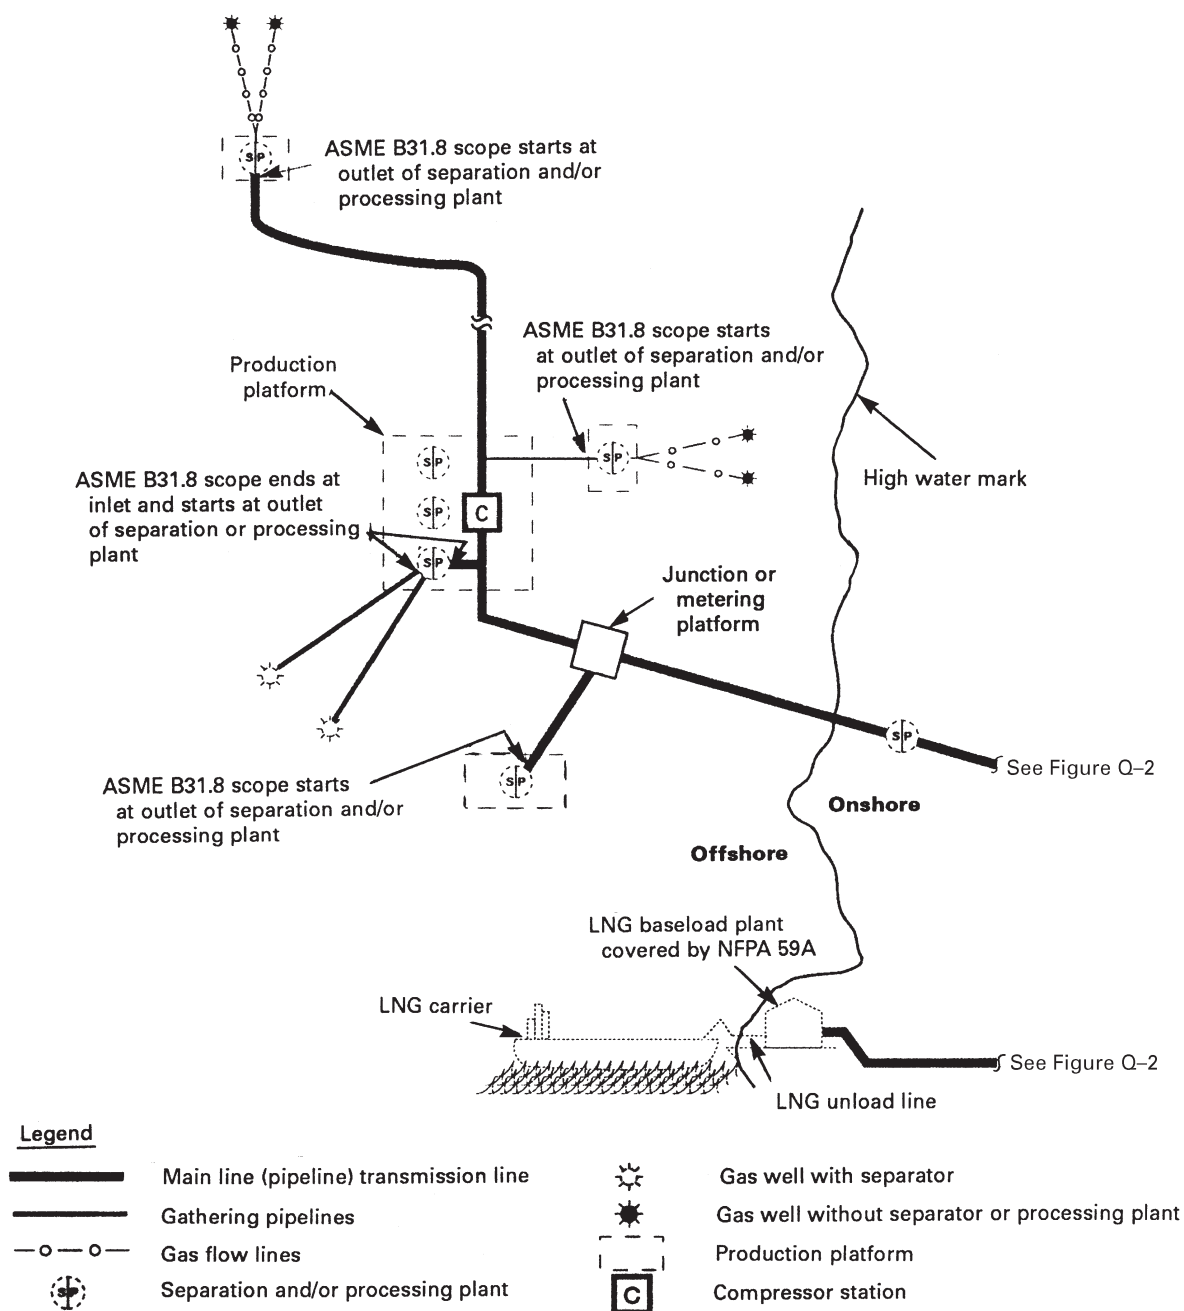 SP
ASME B31.8 scope starts at
outlet of separation and/or
processing plant
ASME B31.8 scope starts
at outlet of separation and/or
processing plant
Production
platform
SP
SP
High water mark
ASME B31.8 scope ends at
inlet and starts at outlet
of separation or processing
plant
SP
C
SP
Junction or
metering
platform
SP
See Figure Q–2
ASME B31.8 scope starts
at outlet of separation and/or
processing plant
SP
Onshore
Offshore
LNG baseload plant
covered by NFPA 59A
LNG carrier
See Figure Q–2
LNG unload line
Legend
Main line (pipeline) transmission line
Gathering pipelines
Gas flow lines
SP
Separation and/or processing plant
Gas well with separator
Gas well without separator or processing plant
Production platform
C
Compressor station